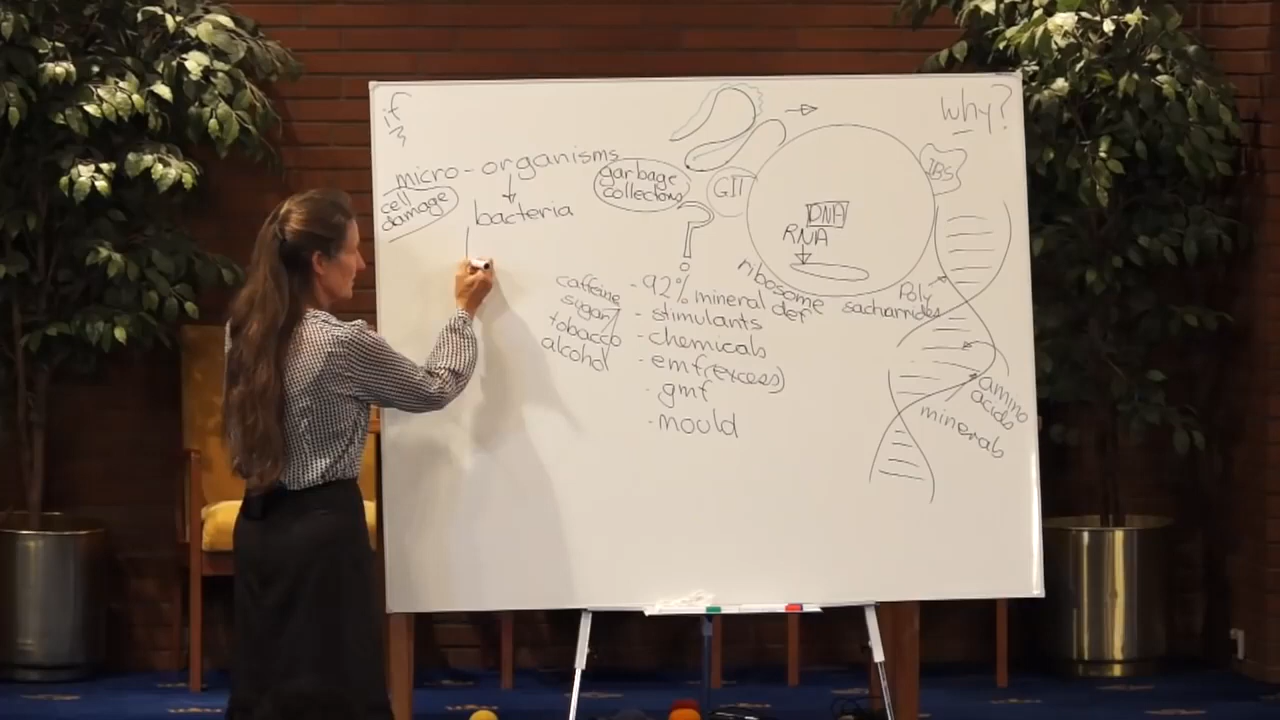 if
Why?
micro-organisms
cell
damage
bacteria
garbage
collectors
GIT
IBS
DNA
RNA
ribosome
Poly
sacharrides
caffeine
sugar
tobacco
alcohol
- 92% mineral def
- stimulants
- chemicals
- emf (excess)
- gmf
- mould
amino
acids
minerals